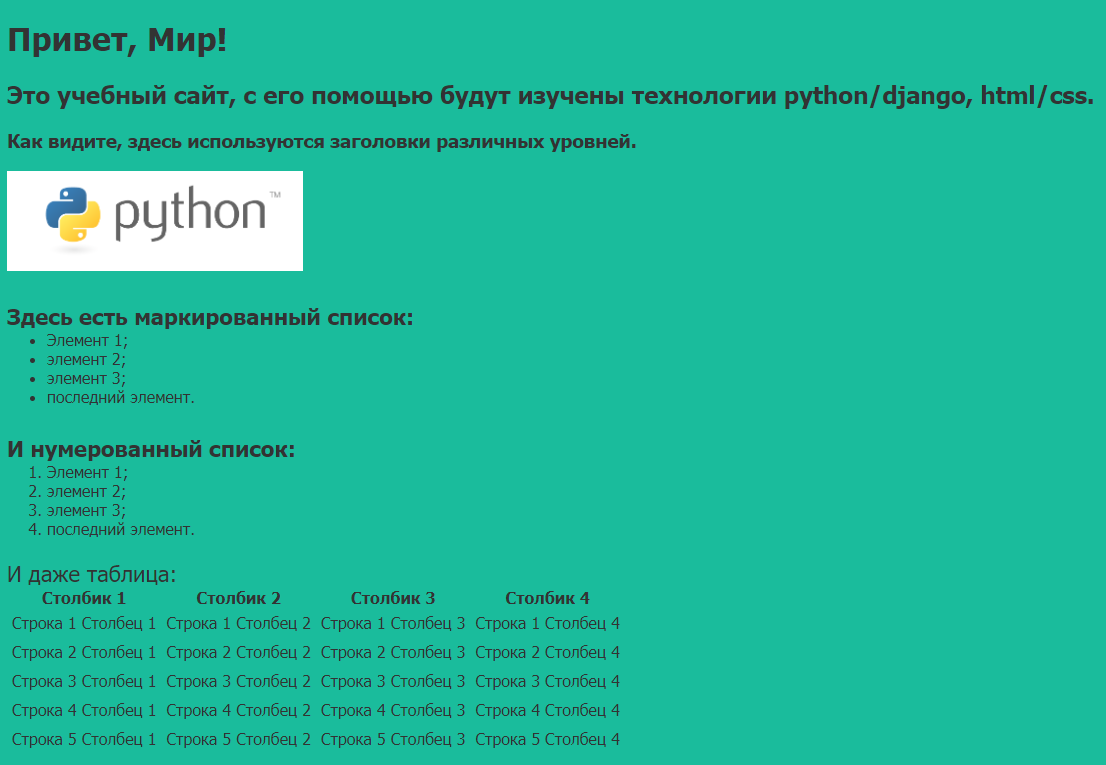 Привет, Мир!
Это учебный сайт, с его помощью будут изучены технологии python/django, html/css.
Как видите, здесь используются заголовки различных уровней.
python™
Здесь есть маркированный список:
• Элемент 1;
• элемент 2;
• элемент 3;
• последний элемент.
И нумерованный список:
1. Элемент 1;
2. элемент 2;
3. элемент 3;
4. последний элемент.
И даже таблица:
Столбик 1 Столбик 2 Столбик 3 Столбик 4
Строка 1 Столбец 1 Строка 1 Столбец 2 Строка 1 Столбец 3 Строка 1 Столбец 4
Строка 2 Столбец 1 Строка 2 Столбец 2 Строка 2 Столбец 3 Строка 2 Столбец 4
Строка 3 Столбец 1 Строка 3 Столбец 2 Строка 3 Столбец 3 Строка 3 Столбец 4
Строка 4 Столбец 1 Строка 4 Столбец 2 Строка 4 Столбец 3 Строка 4 Столбец 4
Строка 5 Столбец 1 Строка 5 Столбец 2 Строка 5 Столбец 3 Строка 5 Столбец 4